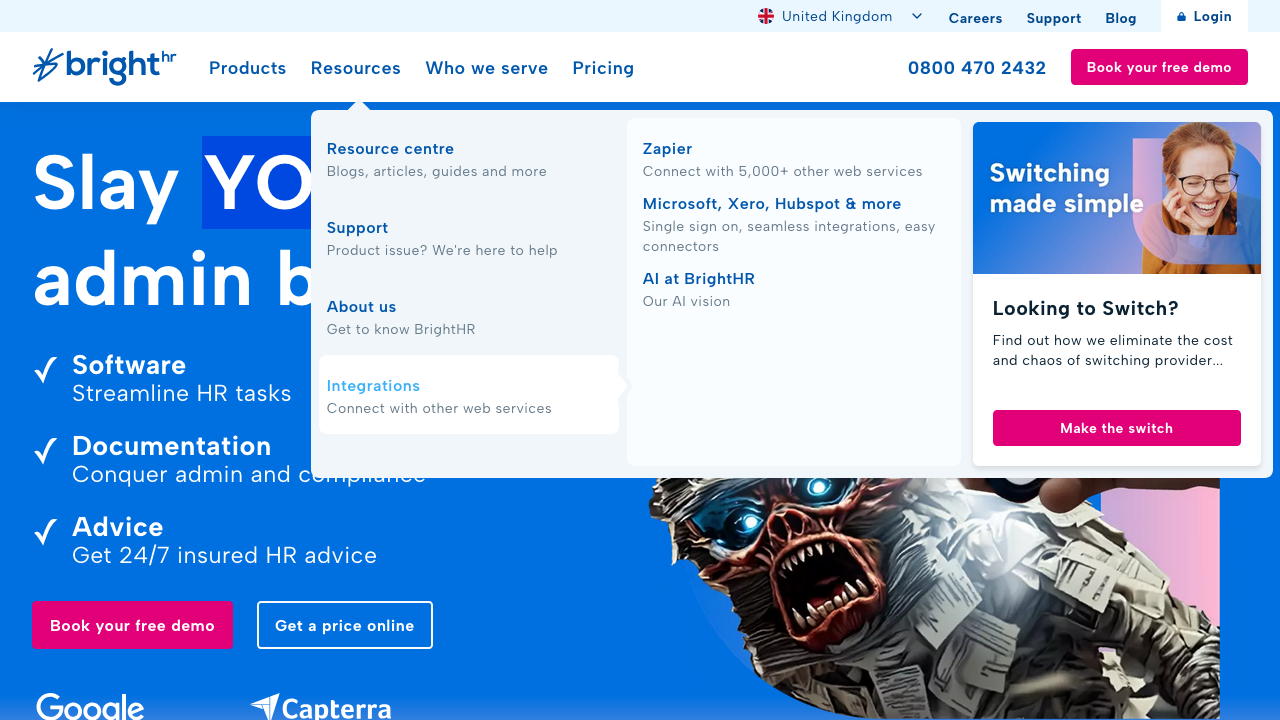 United Kingdom
Careers
Support
Blog
Login
bright hr
Products
Resources
Who we serve
Pricing
0800 470 2432
Book your free demo
Slay YO
admin b
Software
Streamline HR tasks
Documentation
Conquer admin and compliance
Advice
Get 24/7 insured HR advice
Book your free demo
Get a price online
Google
Capterra
Resource centre
Blogs, articles, guides and more
Support
Product issue? We're here to help
About us
Get to know BrightHR
Integrations
Connect with other web services
Zapier
Connect with 5,000+ other web services
Microsoft, Xero, Hubspot & more
Single sign on, seamless integrations, easy
connectors
AI at BrightHR
Our AI vision
Switching
made simple
Looking to Switch?
Find out how we eliminate the cost
and chaos of switching provider...
Make the switch